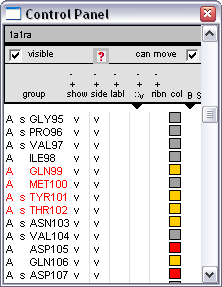 Control Panel
1a1ra
visible ? can move
- - - - - -
+ + + + + +
group show side labl ::v ribn col B S
A s GLY95 v v
A s PRO96 v v
A s VAL97 v v
A ILE98 v v
A GLN99 v v
A MET100 v v
A s TYR101 v v
A s THR102 v v
A s ASN103 v v
A s VAL104 v v
A ASP105 v v
A GLN106 v v
A s ASP107 v v